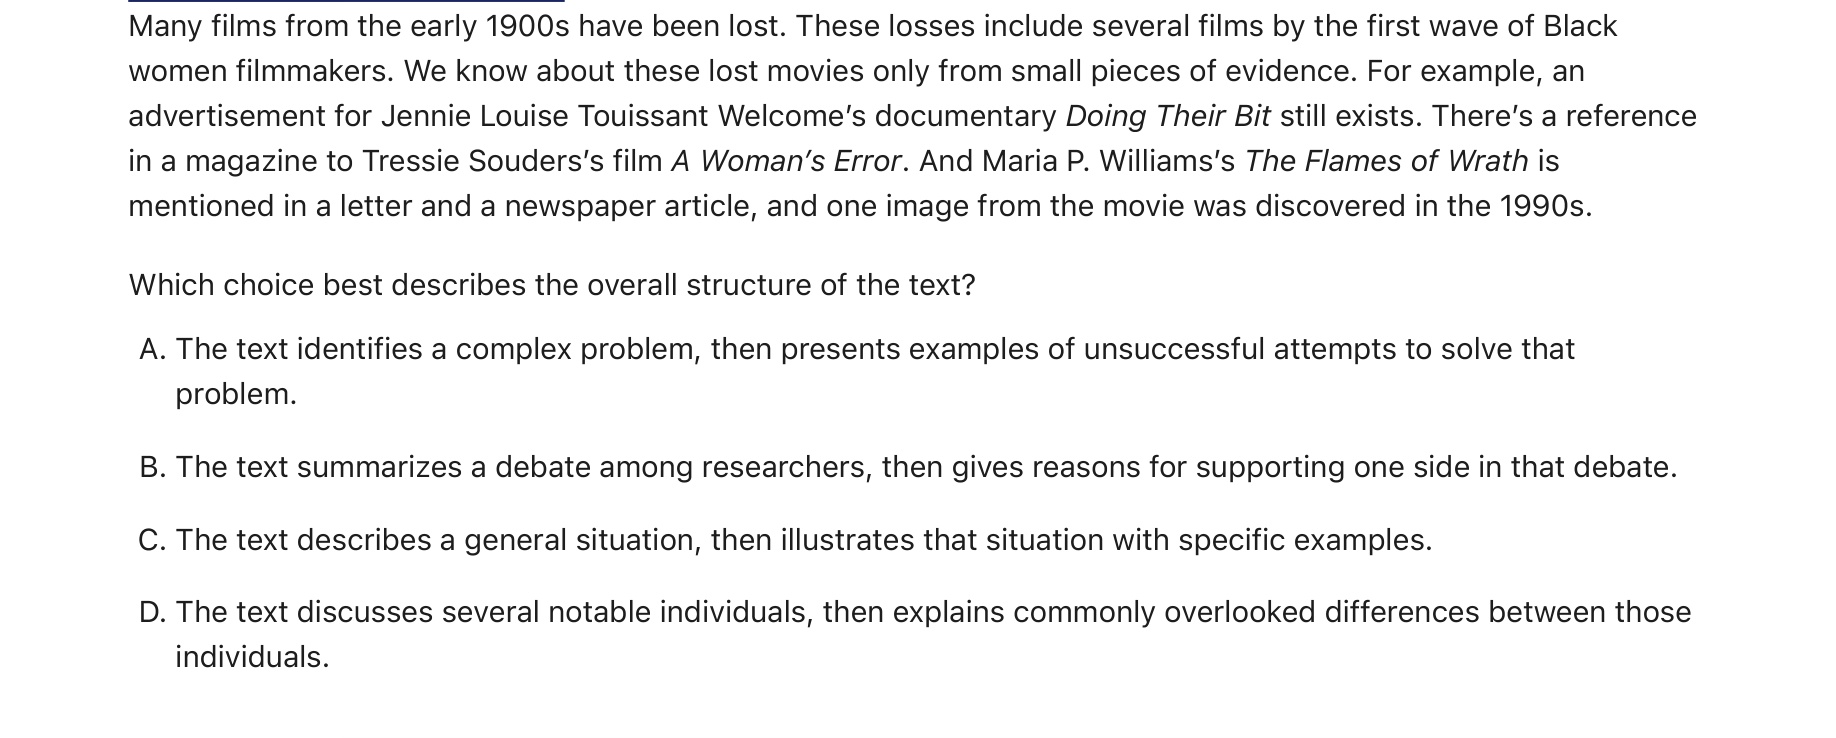 Many films from the early 1900s have been lost. These losses include several films by the first wave of Black
women filmmakers. We know about these lost movies only from small pieces of evidence. For example, an
advertisement for Jennie Louise Touissant Welcome’s documentary Doing Their Bit still exists. There’s a reference
in a magazine to Tressie Souders’s film A Woman’s Error. And Maria P. Williams’s The Flames of Wrath is
mentioned in a letter and a newspaper article, and one image from the movie was discovered in the 1990s.
Which choice best describes the overall structure of the text?
A. The text identifies a complex problem, then presents examples of unsuccessful attempts to solve that
problem.
B. The text summarizes a debate among researchers, then gives reasons for supporting one side in that debate.
C. The text describes a general situation, then illustrates that situation with specific examples.
D. The text discusses several notable individuals, then explains commonly overlooked differences between those
individuals.